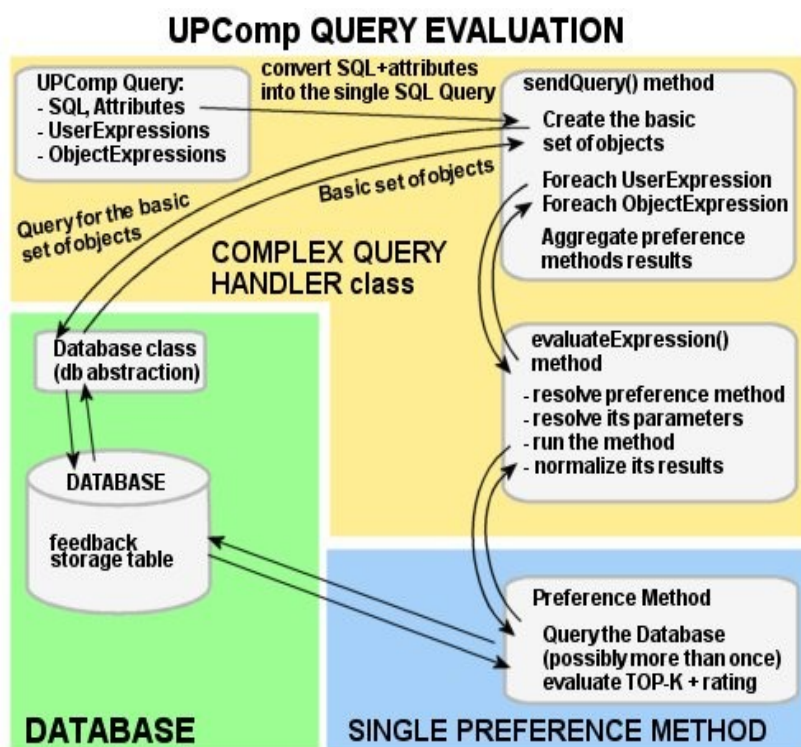 UPComp QUERY EVALUATION
UPComp Query:
- SQL, Attributes
- UserExpressions
- ObjectExpressions
convert SQL+attributes
into the single SQL Query
sendQuery() method
Create the basic
set of objects
Foreach UserExpression
Foreach ObjectExpression
Aggregate preference
methods results
Basic set of objects
Query for the basic
set of objects
COMPLEX QUERY
HANDLER class
Database class
(db abstraction)
evaluateExpression()
method
- resolve preference method
- resolve its parameters
- run the method
- normalize its results
DATABASE
feedback
storage table
Preference Method
Query the Database
(possibly more than once)
evaluate TOP-K + rating
DATABASE
SINGLE PREFERENCE METHOD